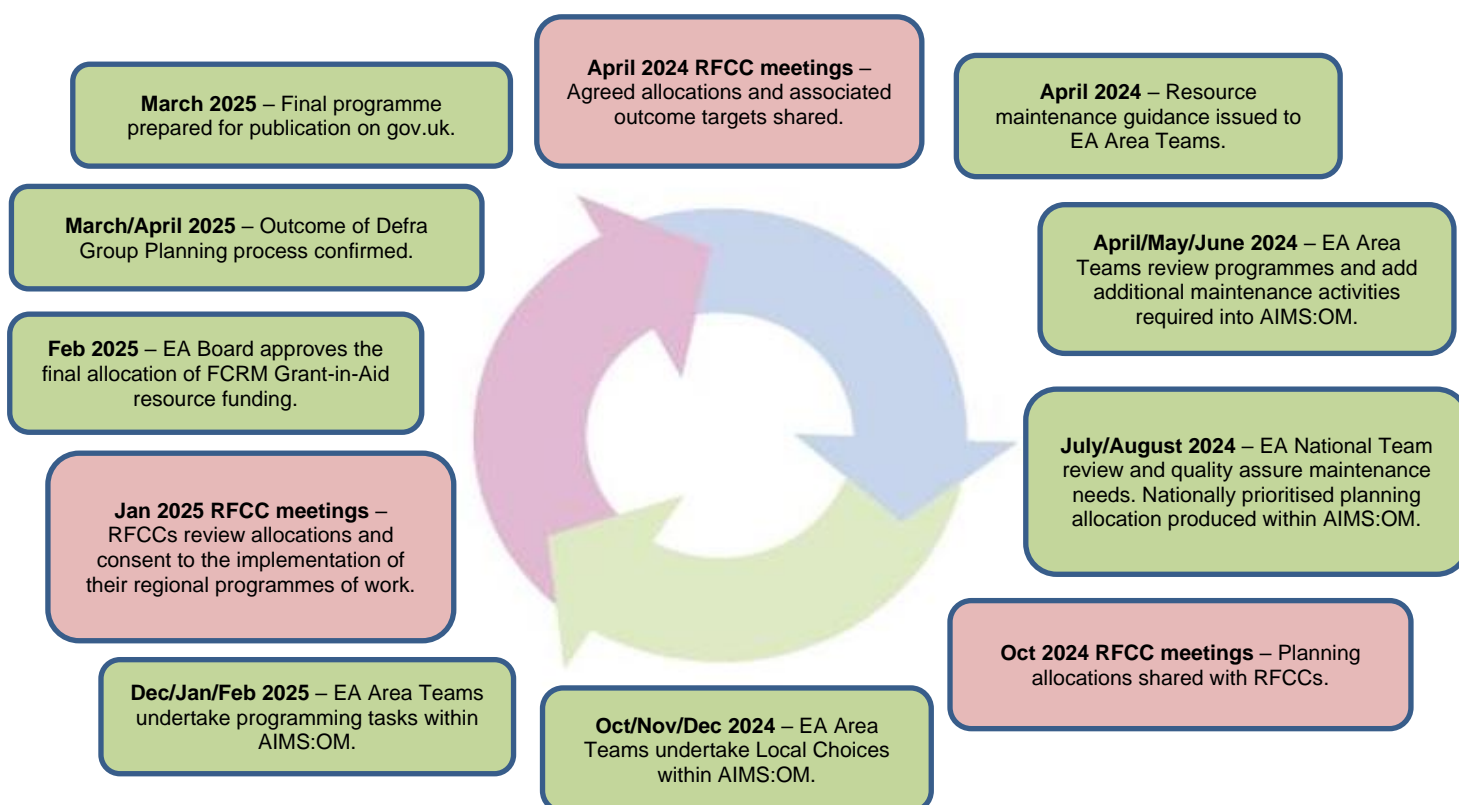 April 2024 RFCC meetings –
Agreed allocations and associated
outcome targets shared.
April 2024 – Resource
maintenance guidance issued to
EA Area Teams.
April/May/June 2024 – EA Area
Teams review programmes and add
additional maintenance activities
required into AIMS:OM.
July/August 2024 – EA National Team
review and quality assure maintenance
needs. Nationally prioritised planning
allocation produced within AIMS:OM.
Oct 2024 RFCC meetings – Planning
allocations shared with RFCCs.
Oct/Nov/Dec 2024 – EA Area
Teams undertake Local Choices
within AIMS:OM.
Dec/Jan/Feb 2025 – EA Area Teams
undertake programming tasks within
AIMS:OM.
Jan 2025 RFCC meetings –
RFCCs review allocations and
consent to the implementation of
their regional programmes of work.
Feb 2025 – EA Board approves the
final allocation of FCRM Grant-in-Aid
resource funding.
March/April 2025 – Outcome of Defra
Group Planning process confirmed.
March 2025 – Final programme
prepared for publication on gov.uk.